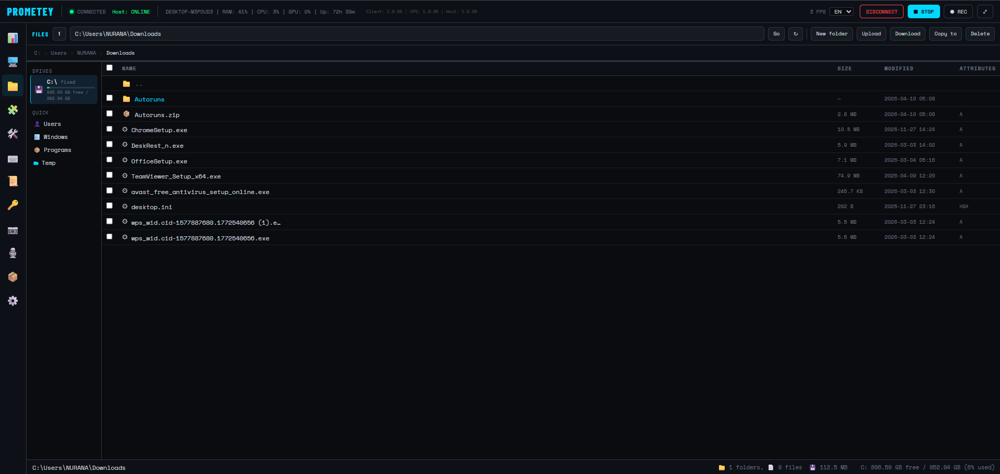 PROMETEY CONNECTED Host: ONLINE DESKTOP-M3POUD3 | RAM: 41% | CPU: 3% | GPU: 0% | Up: 72h 39m Client: 1.0.95 | VPS: 1.0.95 | Host: 1.0.95 3 FPS EN DISCONNECT STOP REC
FILES C:\Users\NURANA\Downloads Go New folder Upload Download Copy to Delete
C: › Users › NURANA › Downloads
DRIVES
C:\ fixed
896.59 GB free /
952.94 GB
QUICK
Users
Windows
Programs
Temp
NAME SIZE MODIFIED ATTRIBUTES
..
Autoruns — 2026-04-10 05:08
Autoruns.zip 2.8 MB 2026-04-10 05:08 A
ChromeSetup.exe 10.5 MB 2025-11-27 14:24 A
DeskRest_n.exe 5.9 MB 2026-03-03 14:02 A
OfficeSetup.exe 7.1 MB 2026-03-04 05:16 A
TeamViewer_Setup_x64.exe 74.9 MB 2026-04-09 12:20 A
avast_free_antivirus_setup_online.exe 245.7 KB 2026-03-03 12:30 A
desktop.ini 282 B 2025-11-27 23:16 HSA
wps_wid.cid-1577887680.1772540656 (1).e… 5.5 MB 2026-03-03 12:24 A
wps_wid.cid-1577887680.1772540656.exe 5.5 MB 2026-03-03 12:24 A
C:\Users\NURANA\Downloads 1 folders, 9 files 112.5 MB C: 896.59 GB free / 952.94 GB (6% used)